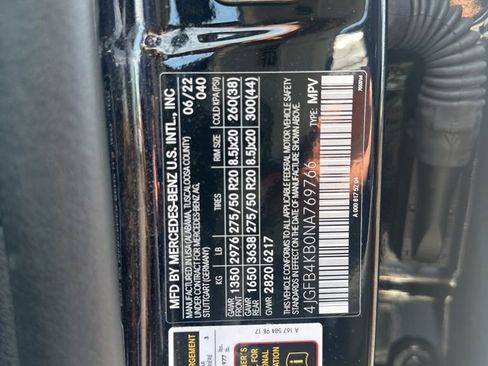 MFD BY MERCEDES-BENZ U.S. INTL., INC
MANUFACTURED IN USA (ALABAMA, TUSCALOOSA COUNTY)
UNDER CONTRACT FOR MERCEDES-BENZ AG,
STUTTGART (GERMANY)
06/22
040
KG LB RIM SIZE COLD KPA(PSI)
GAWR
FRONT 1350 2976 275/50 R20 8.5Jx20 260(38)
GAWR
REAR 1650 3638 275/50 R20 8.5Jx20 300(44)
GVWR 2820 6217
THIS VEHICLE CONFORMS TO ALL APPLICABLE FEDERAL MOTOR VEHICLE SAFETY
STANDARDS IN EFFECT ON THE DATE OF MANUFACTURE SHOWN ABOVE.
4JGFB4KB0NA769766 TYPE: MPV
A 000 817 52 04
A 167 584 98 17